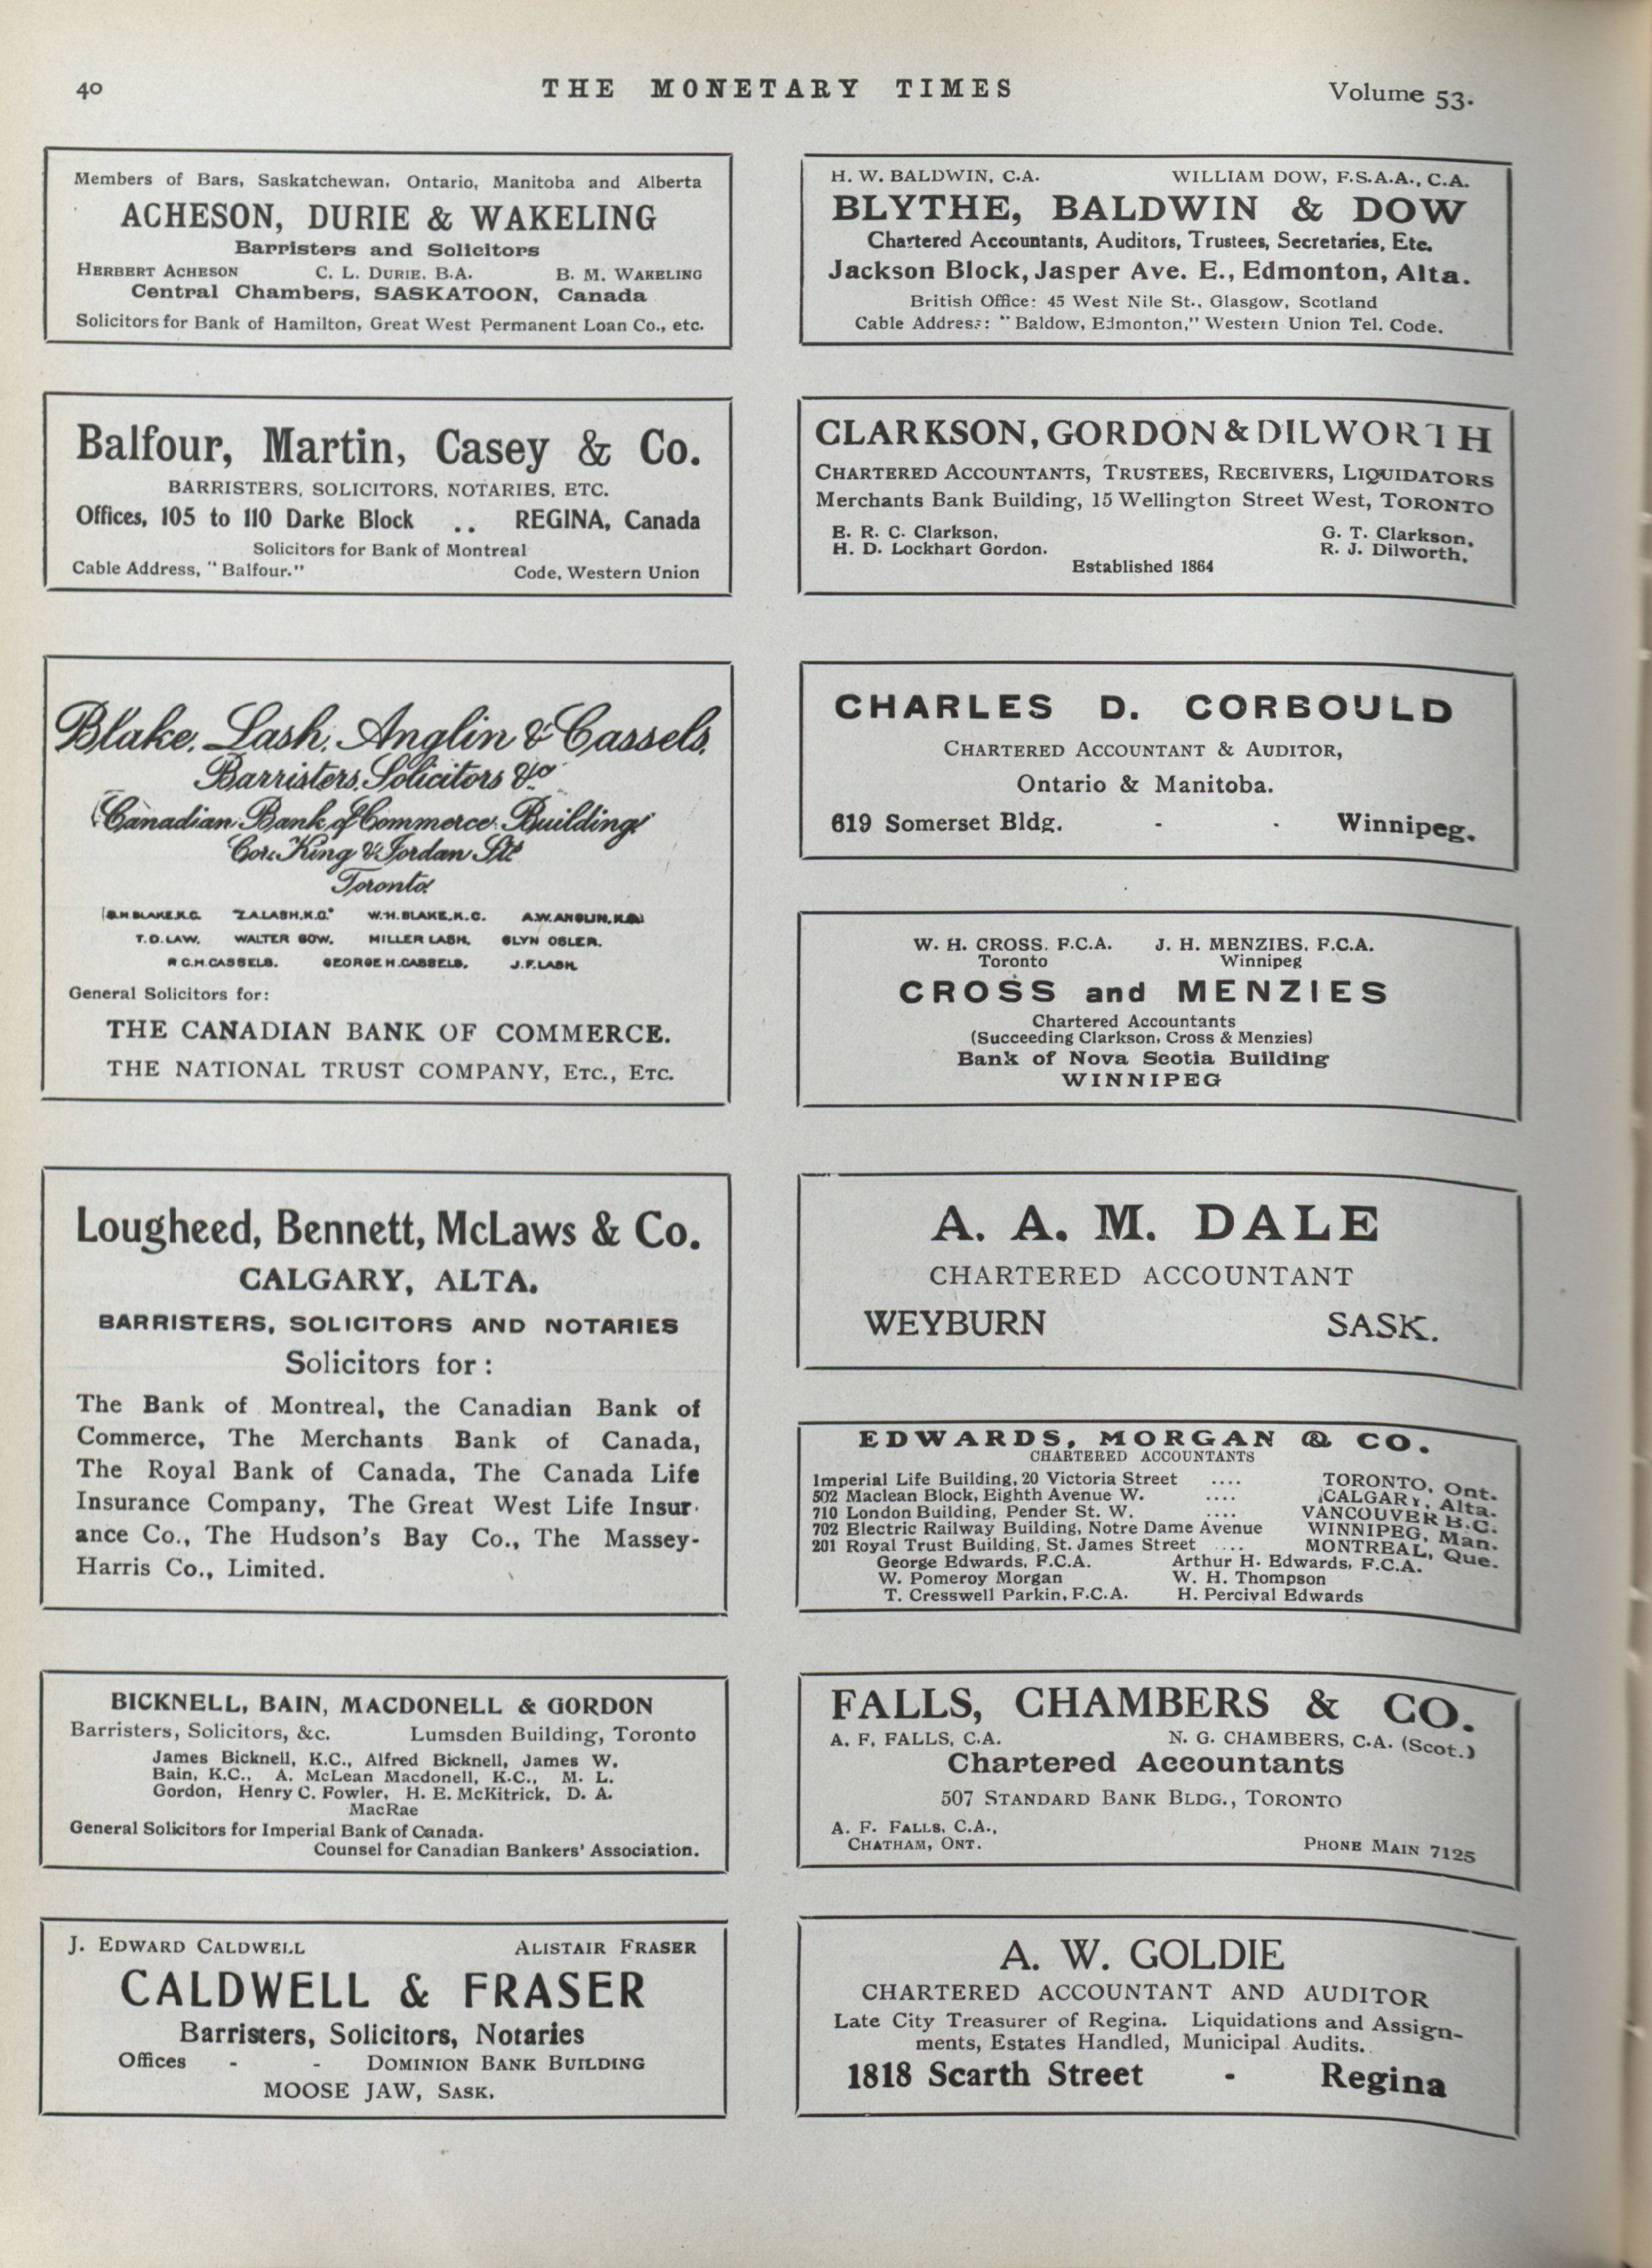 40
THE MONETARY TIMES
Volume 53.
Members of Bars, Saskatchewan, Ontario, Manitoba and Alberta
ACHESON, DURIE & WAKELING
Barristers and Solicitors
HERBERT ACHESON C. L. DURIE, B.A. B. M. WAKELING
Central Chambers, SASKATOON, Canada
Solicitors for Bank of Hamilton, Great West Permanent Loan Co., etc.
Balfour, Martin, Casey & Co.
BARRISTERS, SOLICITORS, NOTARIES, ETC.
Offices, 105 to 110 Darke Block .. REGINA, Canada
Solicitors for Bank of Montreal
Cable Address, "Balfour." Code, Western Union
Blake, Lash, Anglin & Cassels,
Barristers, Solicitors &c
Canadian Bank of Commerce Building
Cor. King & Jordan Sts
Toronto
S.H. BLAKE, K.C. Z.A. LASH, K.C. W.H. BLAKE, K.C. A.W. ANGLIN, K.C.
T.D. LAW. WALTER GOW. MILLER LASH. GLYN OSLER.
R.C.H. CASSELS. GEORGE H. CASSELS. J.F. LASH.
General Solicitors for:
THE CANADIAN BANK OF COMMERCE.
THE NATIONAL TRUST COMPANY, ETC., ETC.
Lougheed, Bennett, McLaws & Co.
CALGARY, ALTA.
BARRISTERS, SOLICITORS AND NOTARIES
Solicitors for :
The Bank of Montreal, the Canadian Bank of
Commerce, The Merchants Bank of Canada,
The Royal Bank of Canada, The Canada Life
Insurance Company, The Great West Life Insur-
ance Co., The Hudson's Bay Co., The Massey-
Harris Co., Limited.
BICKNELL, BAIN, MACDONELL & GORDON
Barristers, Solicitors, &c. Lumsden Building, Toronto
James Bicknell, K.C., Alfred Bicknell, James W.
Bain, K.C., A. McLean Macdonell, K.C., M. L.
Gordon, Henry C. Fowler, H. E. McKitrick, D. A.
MacRae
General Solicitors for Imperial Bank of Canada.
Counsel for Canadian Bankers' Association.
J. EDWARD CALDWELL ALISTAIR FRASER
CALDWELL & FRASER
Barristers, Solicitors, Notaries
Offices - - DOMINION BANK BUILDING
MOOSE JAW, SASK.
H. W. BALDWIN, C.A. WILLIAM DOW, F.S.A.A., C.A.
BLYTHE, BALDWIN & DOW
Chartered Accountants, Auditors, Trustees, Secretaries, Etc.
Jackson Block, Jasper Ave. E., Edmonton, Alta.
British Office: 45 West Nile St., Glasgow, Scotland
Cable Address: "Baldow, Edmonton," Western Union Tel. Code.
CLARKSON, GORDON & DILWORTH
CHARTERED ACCOUNTANTS, TRUSTEES, RECEIVERS, LIQUIDATORS
Merchants Bank Building, 15 Wellington Street West, TORONTO
E. R. C. Clarkson, G. T. Clarkson,
H. D. Lockhart Gordon. R. J. Dilworth,
Established 1864
CHARLES D. CORBOULD
CHARTERED ACCOUNTANT & AUDITOR,
Ontario & Manitoba.
619 Somerset Bldg. - - Winnipeg.
W. H. CROSS, F.C.A. J. H. MENZIES, F.C.A.
Toronto Winnipeg
CROSS and MENZIES
Chartered Accountants
(Succeeding Clarkson, Cross & Menzies)
Bank of Nova Scotia Building
WINNIPEG
A. A. M. DALE
CHARTERED ACCOUNTANT
WEYBURN SASK.
EDWARDS, MORGAN & CO.
CHARTERED ACCOUNTANTS
Imperial Life Building, 20 Victoria Street .... TORONTO, Ont.
502 Maclean Block, Eighth Avenue W. .... CALGARY, Alta.
710 London Building, Pender St. W. .... VANCOUVER B.C.
702 Electric Railway Building, Notre Dame Avenue WINNIPEG, Man.
201 Royal Trust Building, St. James Street .... MONTREAL, Que.
George Edwards, F.C.A. Arthur H. Edwards, F.C.A.
W. Pomeroy Morgan W. H. Thompson
T. Cresswell Parkin, F.C.A. H. Percival Edwards
FALLS, CHAMBERS & CO.
A. F. FALLS, C.A. N. G. CHAMBERS, C.A. (Scot.)
Chartered Accountants
507 STANDARD BANK BLDG., TORONTO
A. F. FALLS, C.A.,
CHATHAM, ONT. PHONE MAIN 7125
A. W. GOLDIE
CHARTERED ACCOUNTANT AND AUDITOR
Late City Treasurer of Regina. Liquidations and Assign-
ments, Estates Handled, Municipal Audits.
1818 Scarth Street - Regina